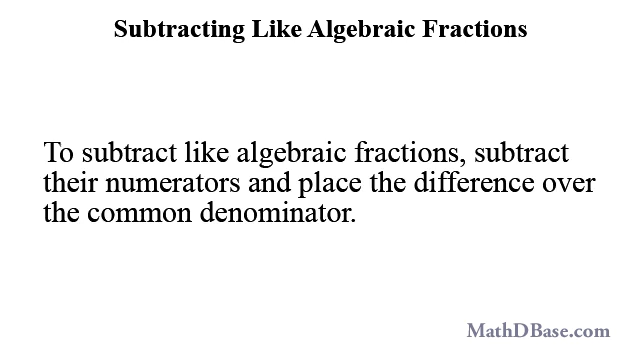 Subtracting Like Algebraic Fractions
To subtract like algebraic fractions, subtract
their numerators and place the difference over
the common denominator.
MathDBase.com